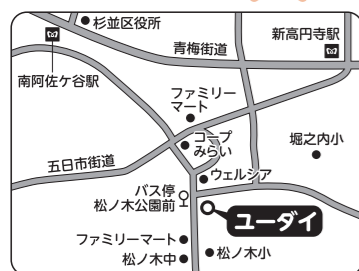 杉並区役所
新高円寺駅
青梅街道
南阿佐ケ谷駅
ファミリー
マート
コープ
みらい
堀之内小
五日市街道
ウェルシア
バス停
松ノ木公園前
ユーダイ
ファミリーマート
松ノ木小
松ノ木中